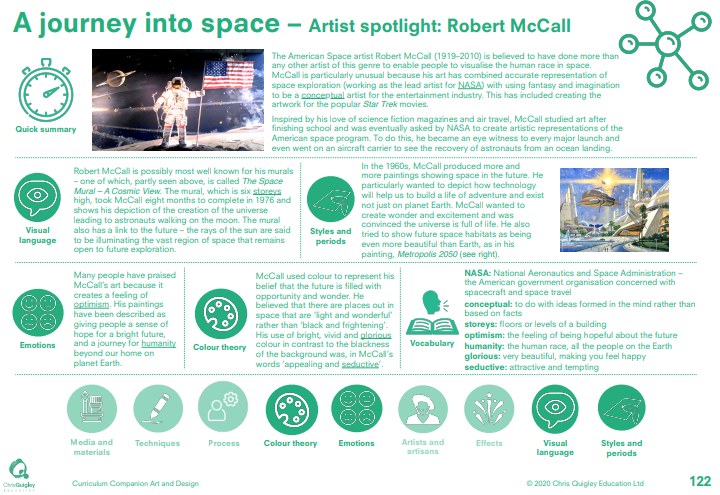 A journey into space – Artist spotlight: Robert McCall
Quick summary
The American Space artist Robert McCall (1919–2010) is believed to have done more than
any other artist of this genre to enable people to visualise the human race in space.
McCall is particularly unusual because his art has combined accurate representation of
space exploration (working as the lead artist for NASA) with using fantasy and imagination
to be a conceptual artist for the entertainment industry. This has included creating the
artwork for the popular Star Trek movies.
Inspired by his love of science fiction magazines and air travel, McCall studied art after
finishing school and was eventually asked by NASA to create artistic representations of the
American space program. To do this, he became an eye witness to every major launch and
even went on an aircraft carrier to see the recovery of astronauts from an ocean landing.
Visual
language
Robert McCall is possibly most well known for his murals
– one of which, partly seen above, is called The Space
Mural – A Cosmic View. The mural, which is six storeys
high, took McCall eight months to complete in 1976 and
shows his depiction of the creation of the universe
leading to astronauts walking on the moon. The mural
also has a link to the future – the rays of the sun are said
to be illuminating the vast region of space that remains
open to future exploration.
Styles and
periods
In the 1960s, McCall produced more and
more paintings showing space in the future. He
particularly wanted to depict how technology
will help us to build a life of adventure and exist
not just on planet Earth. McCall wanted to
create wonder and excitement and was
convinced the universe is full of life. He also
tried to show future space habitats as being
even more beautiful than Earth, as in his
painting, Metropolis 2050 (see right).
Emotions
Many people have praised
McCall's art because it
creates a feeling of
optimism. His paintings
have been described as
giving people a sense of
hope for a bright future,
and a journey for humanity
beyond our home on
planet Earth.
Colour theory
McCall used colour to represent his
belief that the future is filled with
opportunity and wonder. He
believed that there are places out in
space that are 'light and wonderful'
rather than 'black and frightening'.
His use of bright, vivid and glorious
colour in contrast to the blackness
of the background was, in McCall's
words 'appealing and seductive'.
Vocabulary
NASA: National Aeronautics and Space Administration –
the American government organisation concerned with
spacecraft and space travel
conceptual: to do with ideas formed in the mind rather than
based on facts
storeys: floors or levels of a building
optimism: the feeling of being hopeful about the future
humanity: the human race, all the people on the Earth
glorious: very beautiful, making you feel happy
seductive: attractive and tempting
Media and
materials
Techniques
Process
Colour theory
Emotions
Artists and
artisans
Effects
Visual
language
Styles and
periods
Chris Quigley
EDUCATION
Curriculum Companion Art and Design
© 2020 Chris Quigley Education Ltd
122